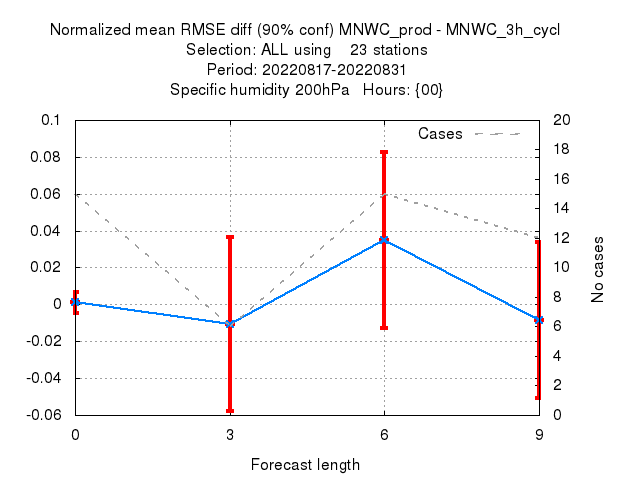 Normalized mean RMSE diff (90% conf) MNWC_prod - MNWC_3h_cycl
Selection: ALL using    23 stations
Period: 20220817-20220831
Specific humidity 200hPa   Hours: {00}
Cases
0.1
0.08
0.06
0.04
0.02
0
-0.02
-0.04
-0.06
20
18
16
14
12
10
8
6
4
2
0
No cases
0 3 6 9
Forecast length